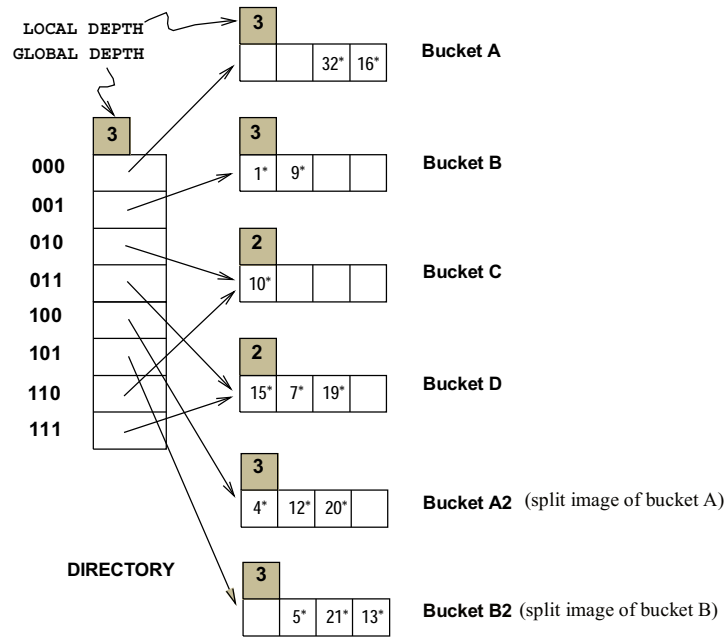 LOCAL DEPTH
GLOBAL DEPTH
3
32* 16*
Bucket A
3
000
001
010
011
100
101
110
111
DIRECTORY
3
1* 9*
Bucket B
2
10*
Bucket C
2
15* 7* 19*
Bucket D
3
4* 12* 20*
Bucket A2 (split image of bucket A)
3
5* 21* 13*
Bucket B2 (split image of bucket B)